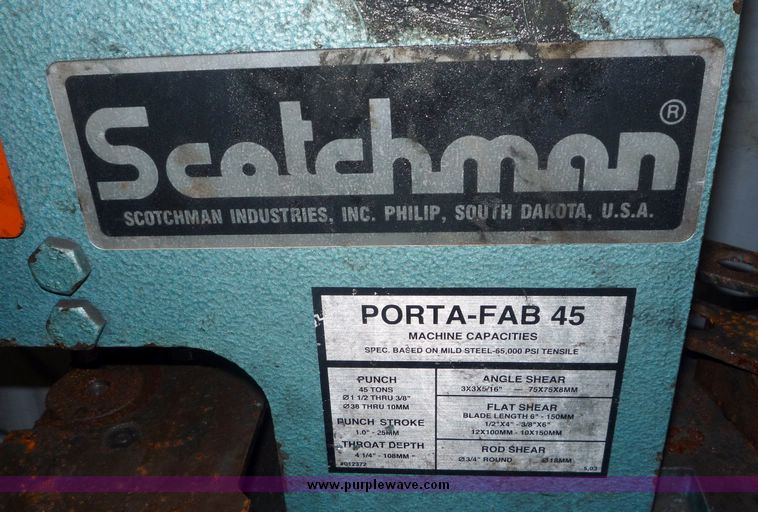 Scotchman ®
SCOTCHMAN INDUSTRIES, INC. PHILIP, SOUTH DAKOTA, U.S.A.
PORTA-FAB 45
MACHINE CAPACITIES
SPEC. BASED ON MILD STEEL-65,000 PSI TENSILE
PUNCH
45 TONS
Ø1 1/2 THRU 3/8"
Ø38 THRU 10MM
PUNCH STROKE
1.0" - 25MM
THROAT DEPTH
4 1/4" - 108MM
#012372
ANGLE SHEAR
3X3X5/16" — 75X75X8MM
FLAT SHEAR
BLADE LENGTH 6" - 150MM
1/2"X4" - 3/8"X6"
12X100MM - 10X150MM
ROD SHEAR
Ø3/4" ROUND Ø18MM
5.03
www.purplewave.com